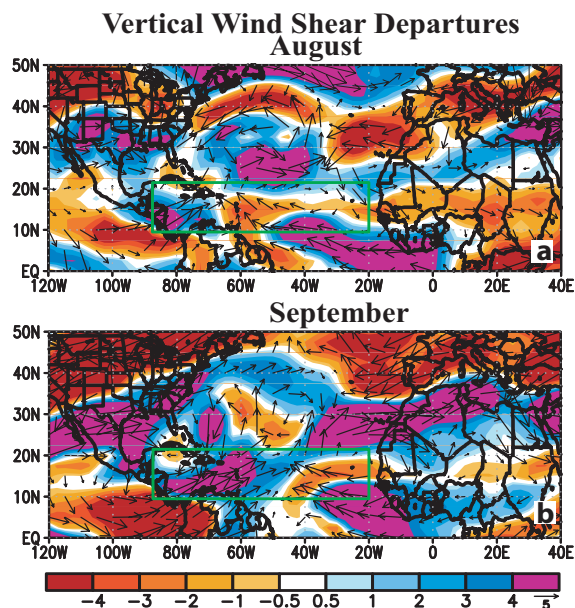 Vertical Wind Shear Departures
August
50N
40N
30N
20N
10N
EQ
a
120W 100W 80W 60W 40W 20W 0 20E 40E
September
50N
40N
30N
20N
10N
EQ
b
120W 100W 80W 60W 40W 20W 0 20E 40E
-4 -3 -2 -1 -0.5 0.5 1 2 3 4 5